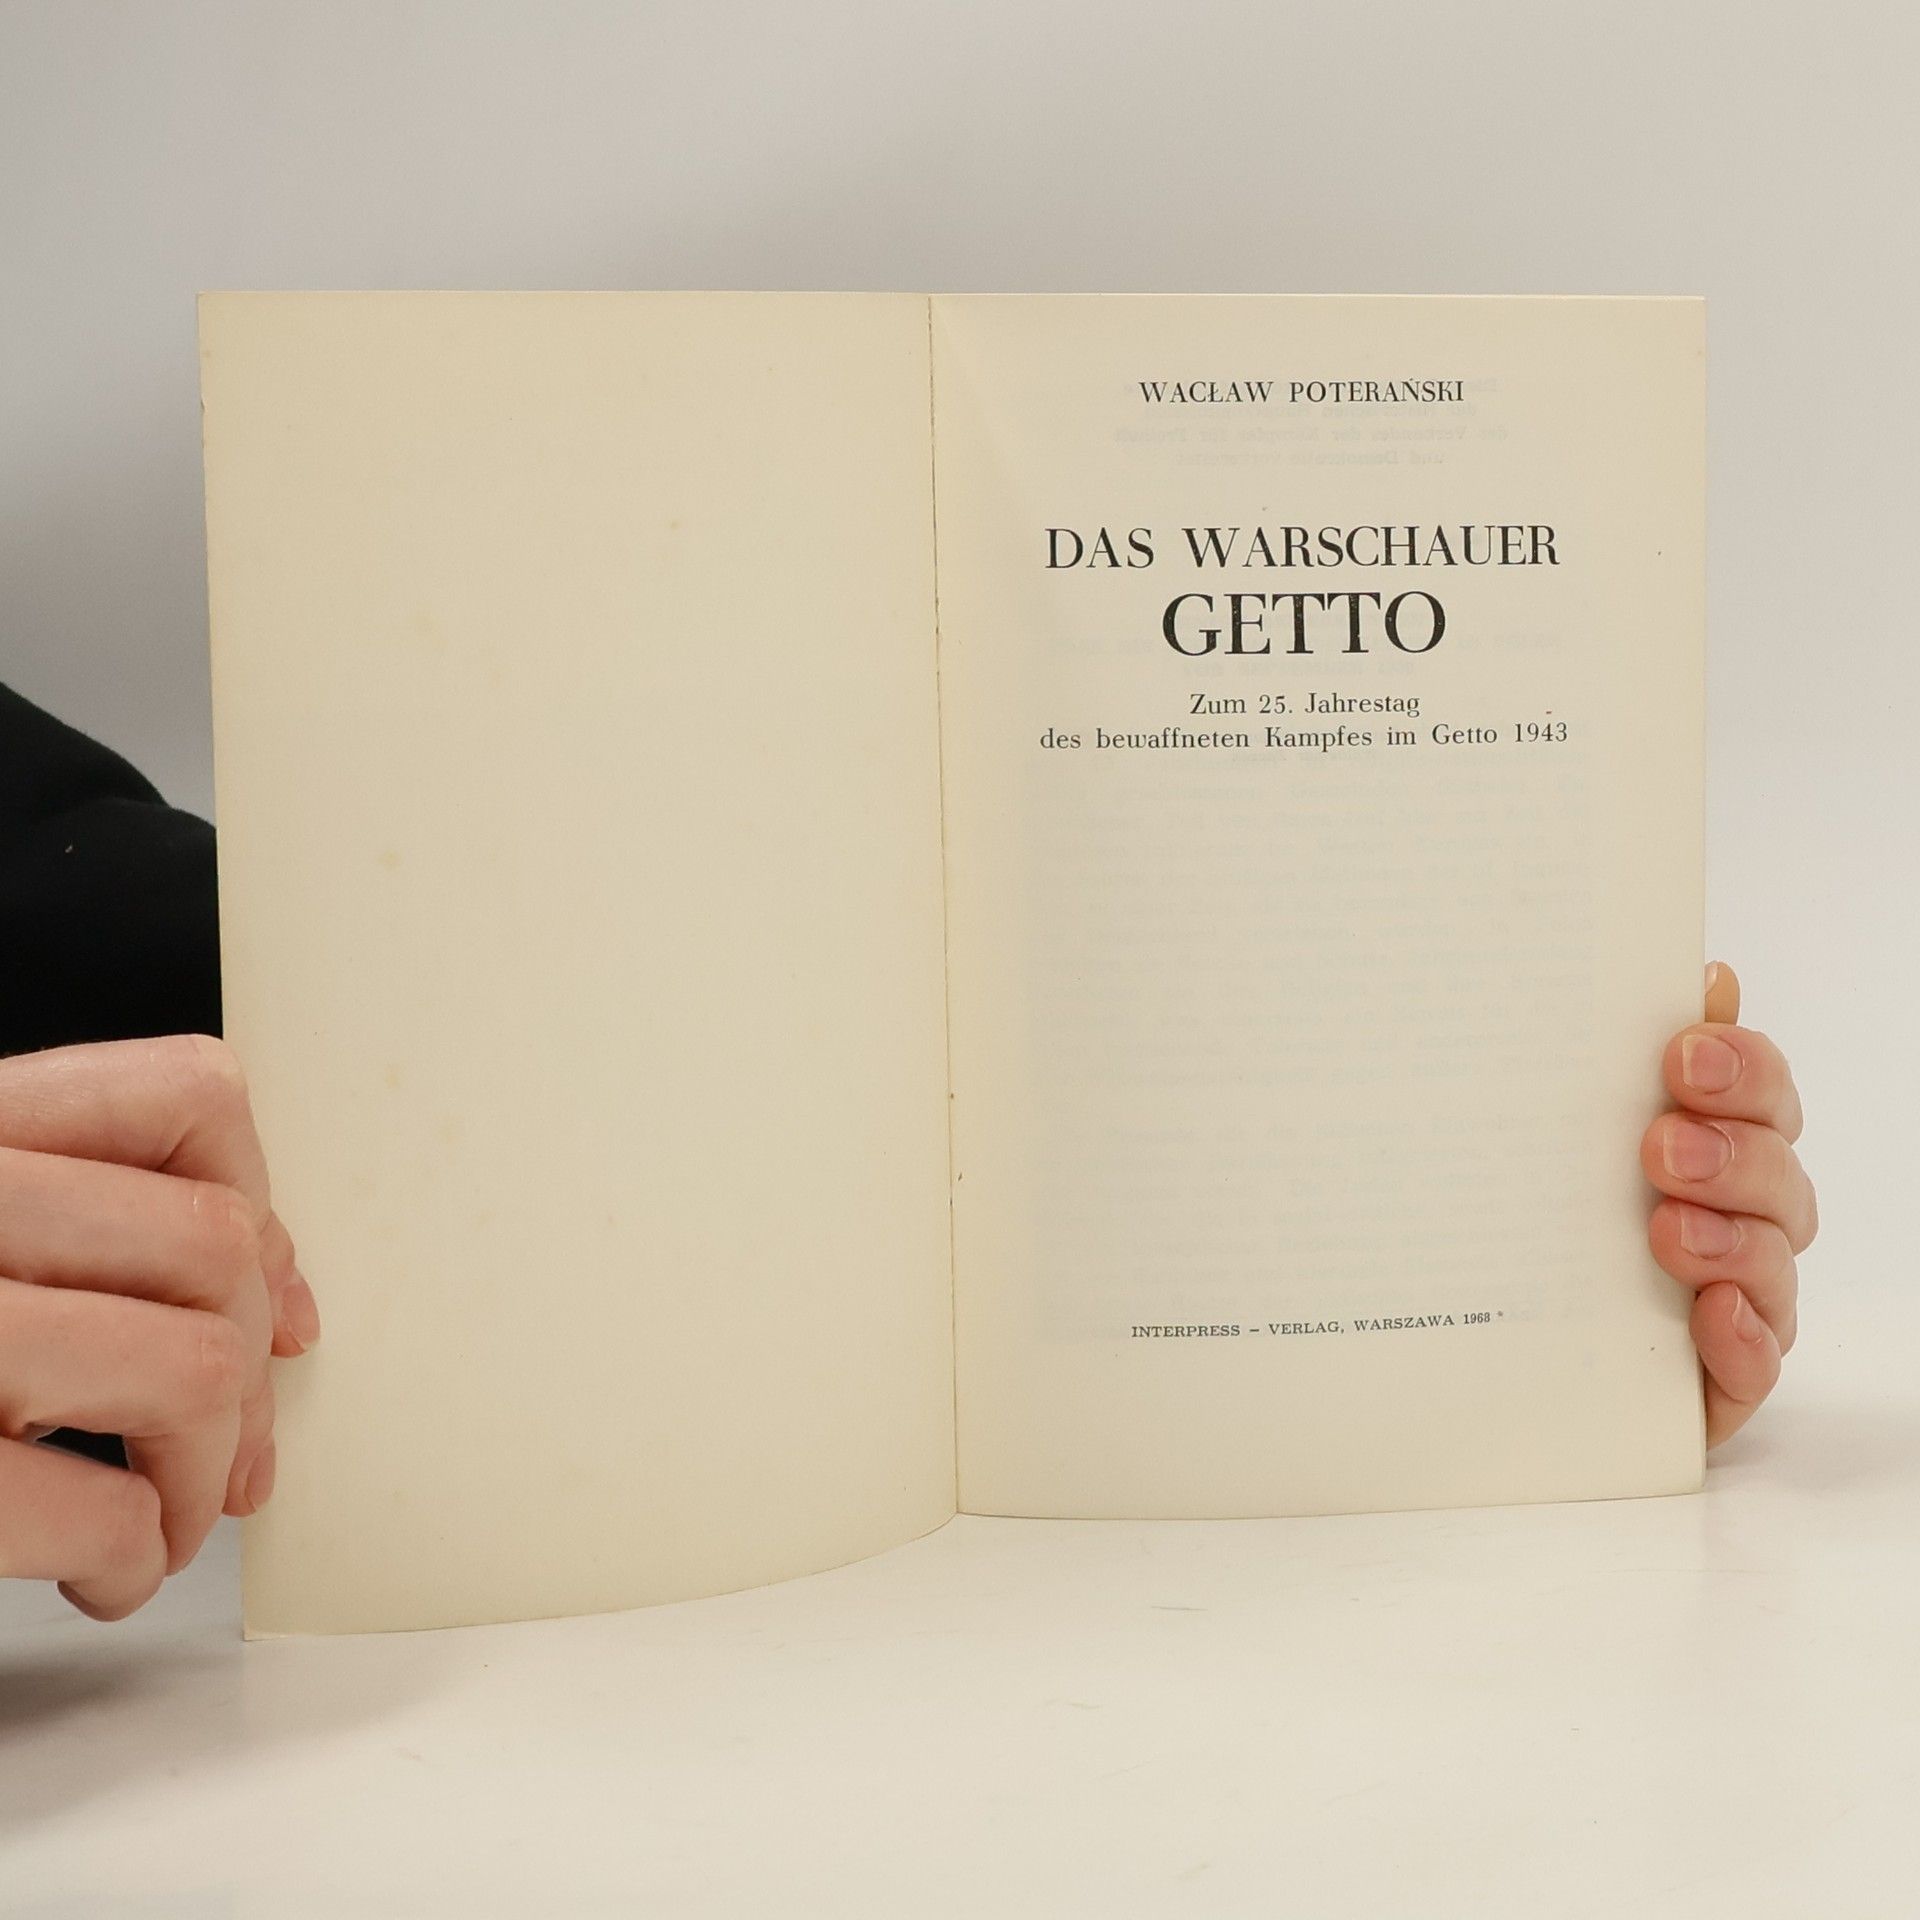 WACŁAW POTERAŃSKI
DAS WARSCHAUER
GETTO
Zum 25. Jahrestag
des bewaffneten Kampfes im Getto 1943
INTERPRESS – VERLAG, WARSZAWA 1968